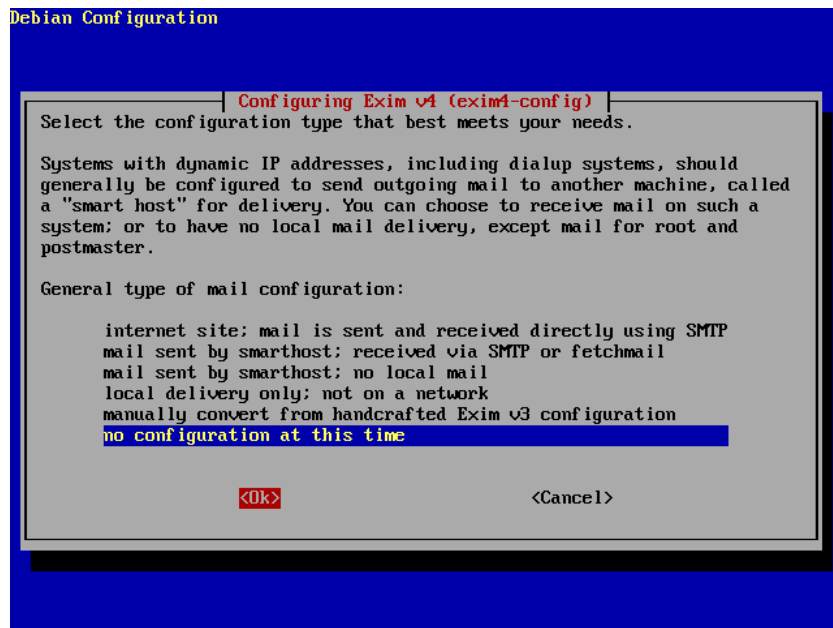 Debian Configuration
Configuring Exim v4 (exim4-config)
Select the configuration type that best meets your needs.
Systems with dynamic IP addresses, including dialup systems, should
generally be configured to send outgoing mail to another machine, called
a "smart host" for delivery. You can choose to receive mail on such a
system; or to have no local mail delivery, except mail for root and
postmaster.
General type of mail configuration:
internet site; mail is sent and received directly using SMTP
mail sent by smarthost; received via SMTP or fetchmail
mail sent by smarthost; no local mail
local delivery only; not on a network
manually convert from handcrafted Exim v3 configuration
no configuration at this time
<Ok> <Cancel>